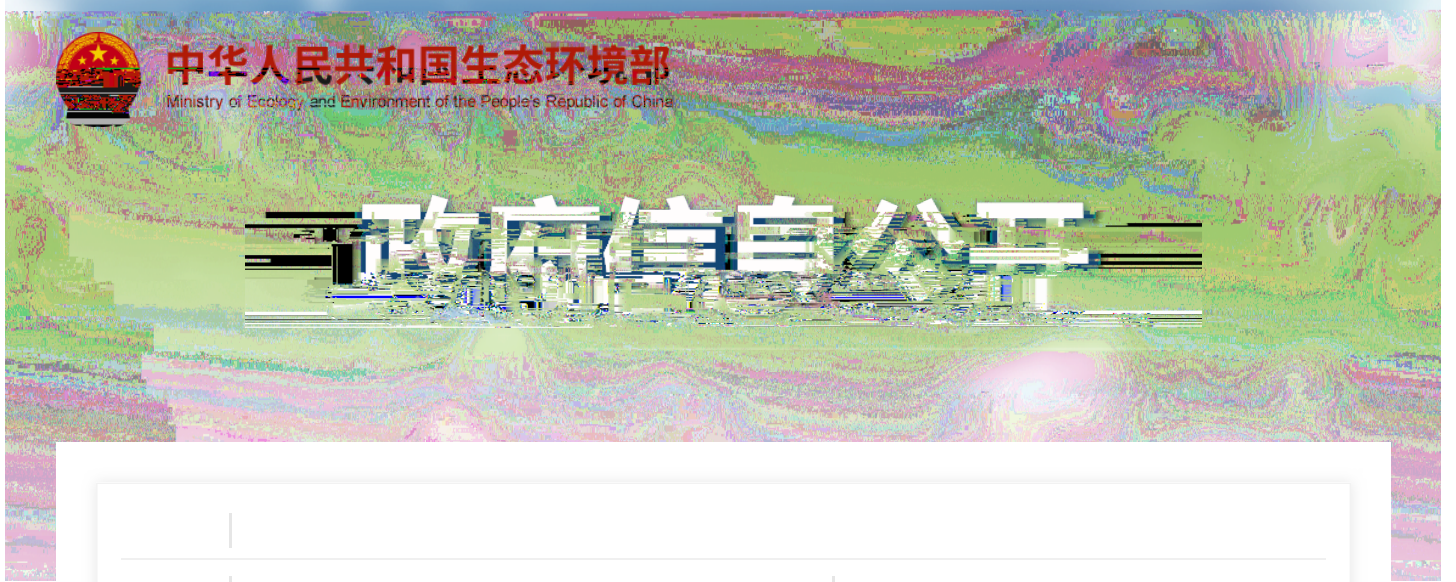 中华人民共和国生态环境部
Ministry of Ecology and Environment of the People's Republic of China
政府信息公开